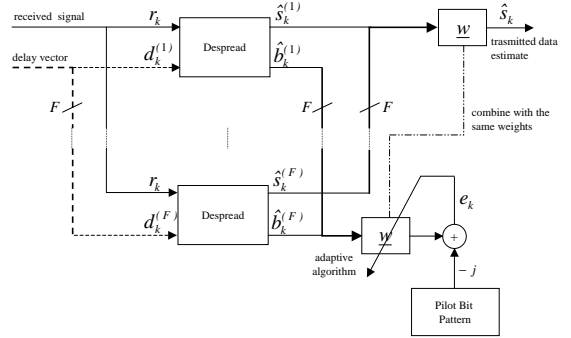 received signal
r_k
Despread
ŝ_k^(1)
w
ŝ_k
trasmitted data
estimate
delay vector
d_k^(1)
b̂_k^(1)
F
F
F
combine with the
same weights
r_k
Despread
ŝ_k^(F)
d_k^(F)
b̂_k^(F)
w
e_k
+
adaptive
algorithm
− j
Pilot Bit
Pattern